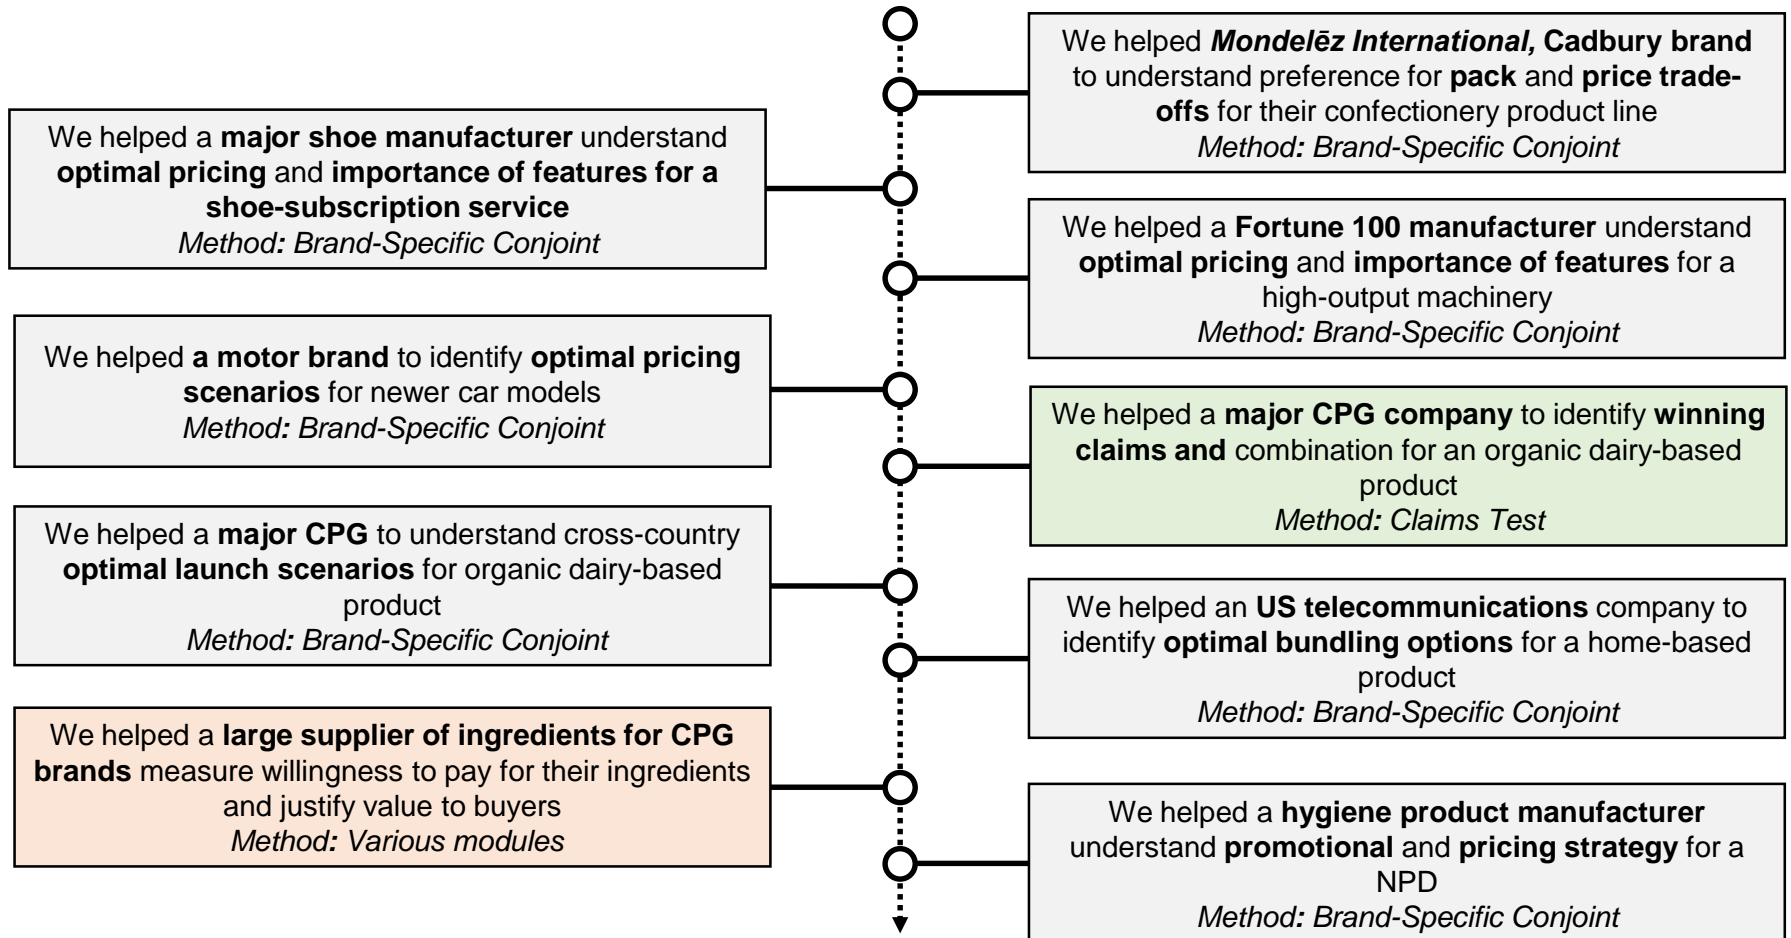 We helped Mondelēz International, Cadbury brand
to understand preference for pack and price trade-
offs for their confectionery product line
Method: Brand-Specific Conjoint
We helped a major shoe manufacturer understand
optimal pricing and importance of features for a
shoe-subscription service
Method: Brand-Specific Conjoint
We helped a Fortune 100 manufacturer understand
optimal pricing and importance of features for a
high-output machinery
Method: Brand-Specific Conjoint
We helped a motor brand to identify optimal pricing
scenarios for newer car models
Method: Brand-Specific Conjoint
We helped a major CPG company to identify winning
claims and combination for an organic dairy-based
product
Method: Claims Test
We helped a major CPG to understand cross-country
optimal launch scenarios for organic dairy-based
product
Method: Brand-Specific Conjoint
We helped an US telecommunications company to
identify optimal bundling options for a home-based
product
Method: Brand-Specific Conjoint
We helped a large supplier of ingredients for CPG
brands measure willingness to pay for their ingredients
and justify value to buyers
Method: Various modules
We helped a hygiene product manufacturer
understand promotional and pricing strategy for a
NPD
Method: Brand-Specific Conjoint